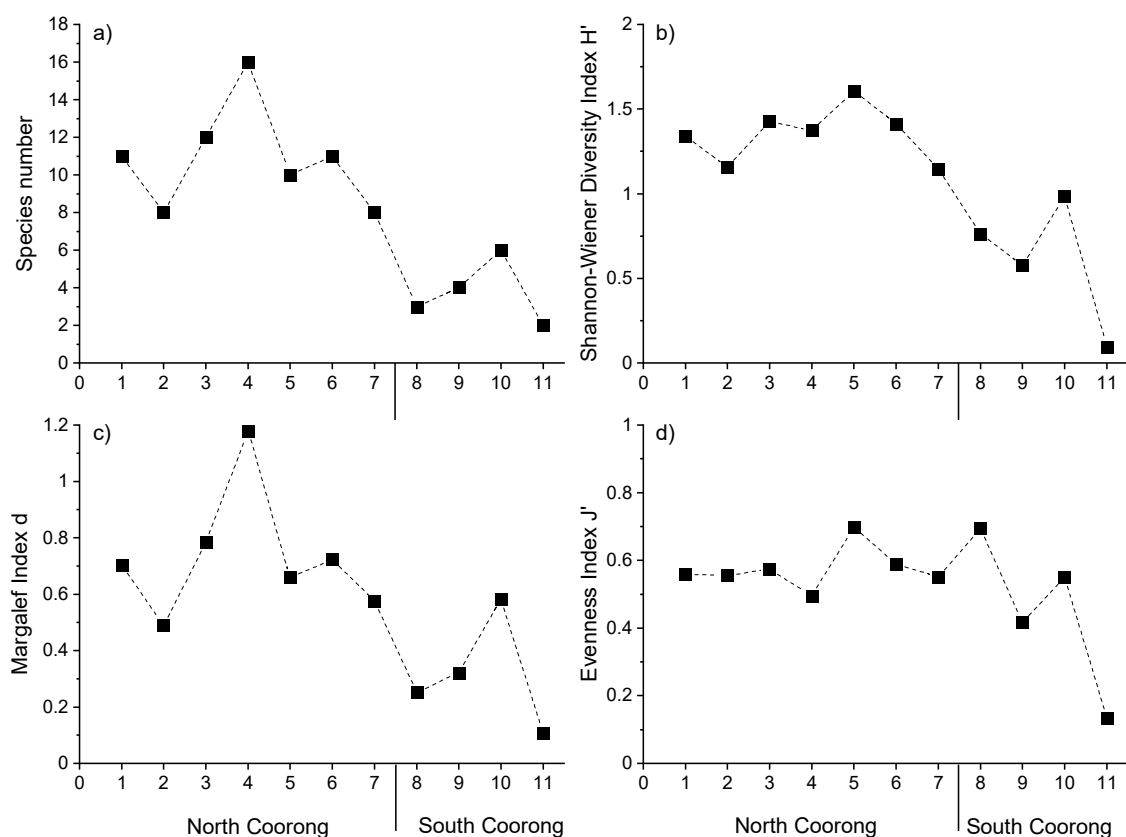 a)
Species number
18
16
14
12
10
8
6
4
2
0
0 1 2 3 4 5 6 7 8 9 10 11
b)
Shannon-Wiener Diversity Index H'
2
1.5
1
0.5
0
0 1 2 3 4 5 6 7 8 9 10 11
c)
Margalef Index d
1.2
1
0.8
0.6
0.4
0.2
0
0 1 2 3 4 5 6 7 8 9 10 11
North Coorong South Coorong
d)
Evenness Index J'
1
0.8
0.6
0.4
0.2
0
0 1 2 3 4 5 6 7 8 9 10 11
North Coorong South Coorong